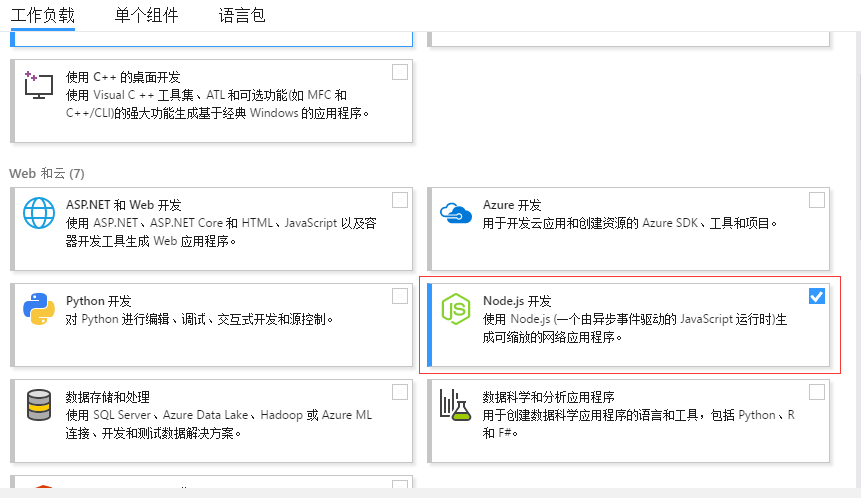 工作负载 单个组件 语言包
使用 C++ 的桌面开发
使用 Visual C ++ 工具集、ATL 和可选功能(如 MFC 和
C++/CLI)的强大功能生成基于经典 Windows 的应用程序。
Web 和云 (7)
ASP.NET 和 Web 开发
使用 ASP.NET、ASP.NET Core 和 HTML、JavaScript 以及容
器开发工具生成 Web 应用程序。
Azure 开发
用于开发云应用和创建资源的 Azure SDK、工具和项目。
Python 开发
对 Python 进行编辑、调试、交互式开发和源控制。
Node.js 开发
使用 Node.js (一个由异步事件驱动的 JavaScript 运行时)生
成可缩放的网络应用程序。
数据存储和处理
使用 SQL Server、Azure Data Lake、Hadoop 或 Azure ML
连接、开发和测试数据解决方案。
数据科学和分析应用程序
用于创建数据科学应用程序的语言和工具，包括 Python、R
和 F#。